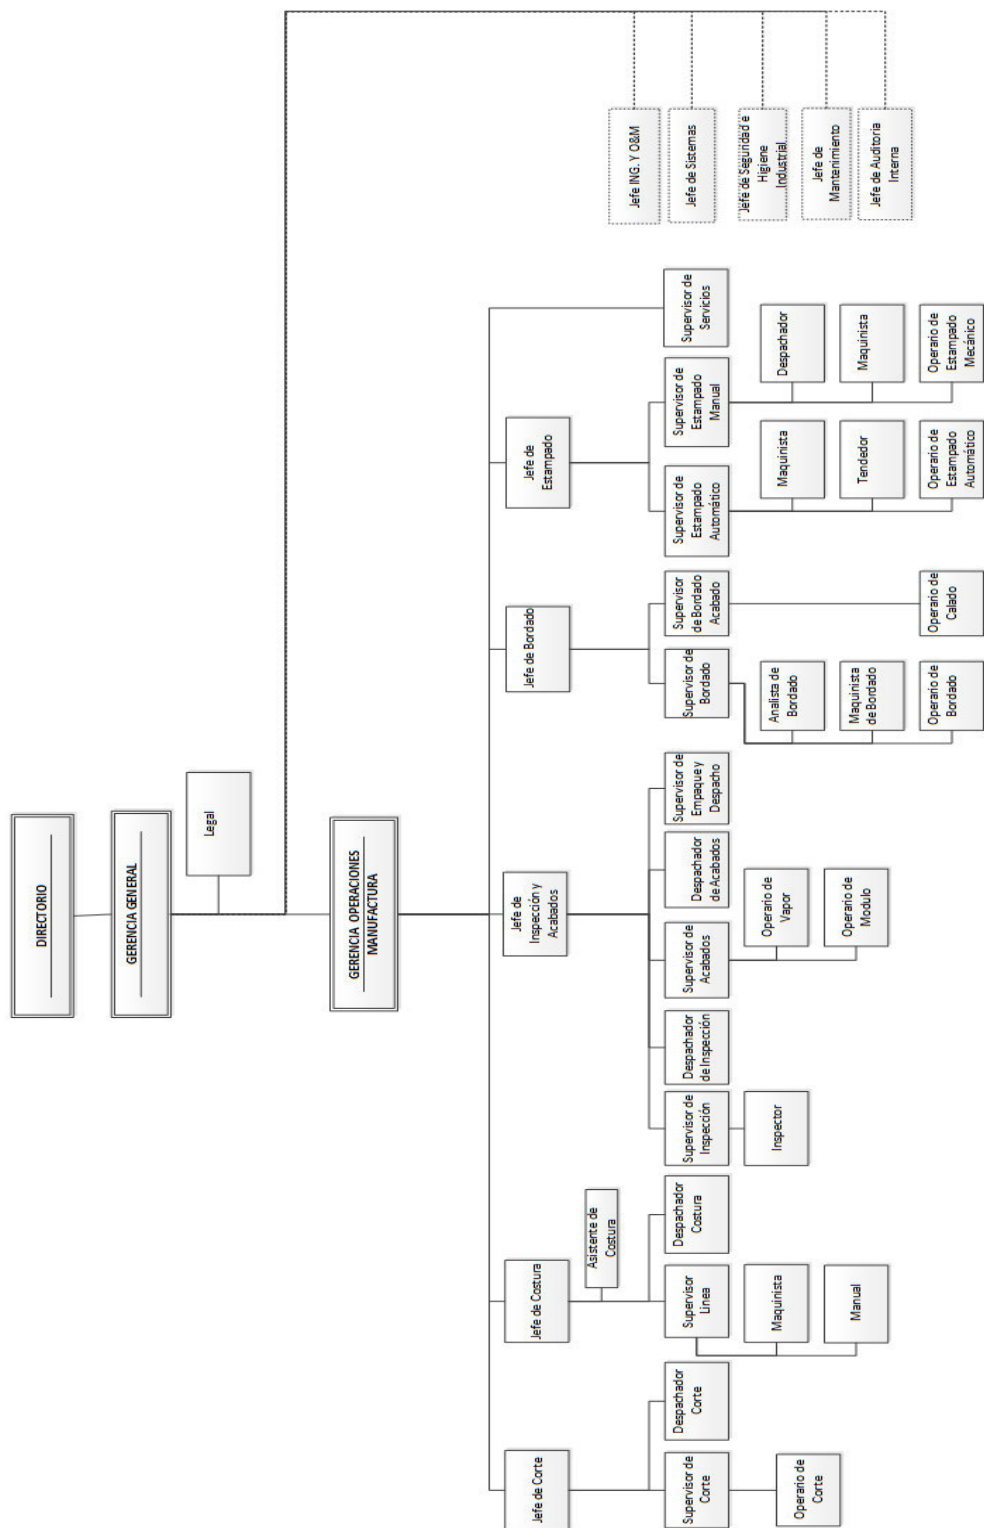 DIRECTORIO
GERENCIA GENERAL
Legal
GERENCIA OPERACIONES
MANUFACTURA
Jefe de Corte
Jefe de Costura
Jefe de
Inspección y
Acabados
Jefe de Bordado
Jefe de
Estampado
Asistente de
Costura
Supervisor de
Corte
Despachador
Corte
Supervisor
Linea
Despachador
Costura
Supervisor de
Inspección
Despachador
de Inspección
Supervisor de
Acabados
Despachador
de Acabados
Supervisor de
Empaque y
Despacho
Supervisor de
Bordado
Supervisor
de Bordado
Acabado
Supervisor de
Estampado
Automático
Supervisor de
Estampado
Manual
Supervisor de
Servicios
Operario de
Corte
Maquinista
Manual
Inspector
Operario de
Vapor
Operario de
Modulo
Analista de
Bordado
Maquinista
de Bordado
Operario de
Bordado
Operario de
Calado
Maquinista
Tendedor
Operario de
Estampado
Automático
Despachador
Maquinista
Operario de
Estampado
Mecánico
Jefe ING. Y O&M
Jefe de Sistemas
Jefe de Seguridad e
Higiene
Industrial
Jefe de
Mantenimiento
Jefe de Auditoria
Interna